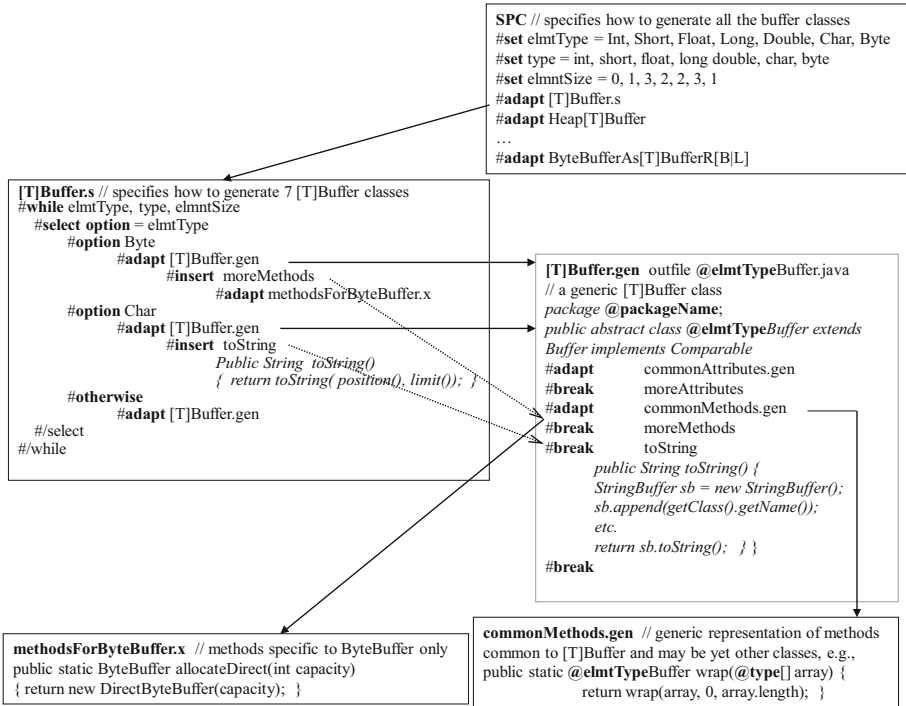 SPC // specifies how to generate all the buffer classes
#set elmtType = Int, Short, Float, Long, Double, Char, Byte
#set type = int, short, float, long double, char, byte
#set elmntSize = 0, 1, 3, 2, 2, 3, 1
#adapt [T]Buffer.s
#adapt Heap[T]Buffer
…
#adapt ByteBufferAs[T]BufferR[B|L]
[T]Buffer.s // specifies how to generate 7 [T]Buffer classes
#while elmtType, type, elmntSize
#select option = elmtType
#option Byte
#adapt [T]Buffer.gen
#insert moreMethods
#adapt methodsForByteBuffer.x
#option Char
#adapt [T]Buffer.gen
#insert toString
Public String toString()
{ return toString( position(), limit()); }
#otherwise
#adapt [T]Buffer.gen
#/select
#/while
[T]Buffer.gen outfile @elmtTypeBuffer.java
// a generic [T]Buffer class
package @packageName;
public abstract class @elmtTypeBuffer extends
Buffer implements Comparable
#adapt commonAttributes.gen
#break moreAttributes
#adapt commonMethods.gen
#break moreMethods
#break toString
public String toString() {
StringBuffer sb = new StringBuffer();
sb.append(getClass().getName());
etc.
return sb.toString(); } }
#break
methodsForByteBuffer.x // methods specific to ByteBuffer only
public static ByteBuffer allocateDirect(int capacity)
{ return new DirectByteBuffer(capacity); }
commonMethods.gen // generic representation of methods
common to [T]Buffer and may be yet other classes, e.g.,
public static @elmtTypeBuffer wrap(@type[] array) {
return wrap(array, 0, array.length); }